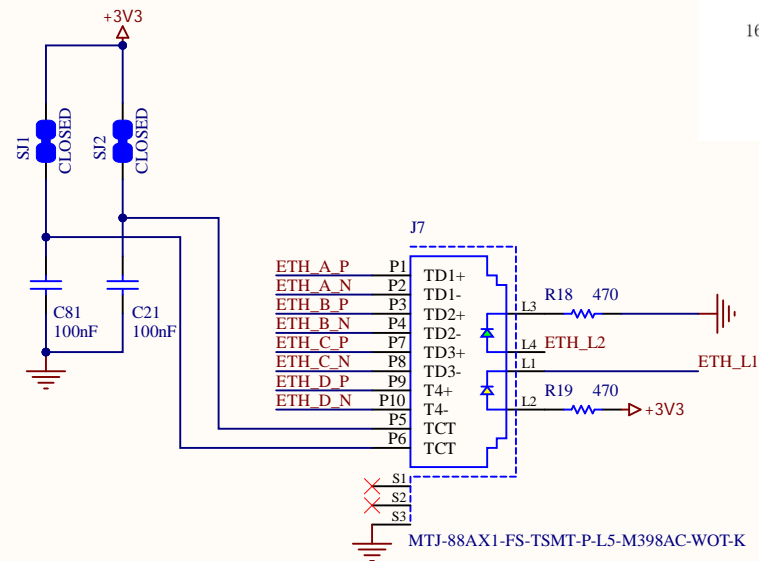 +3V3
16
SJ1
CLOSED
SJ2
CLOSED
C81
100nF
C21
100nF
J7
ETH_A_P P1 TD1+
ETH_A_N P2 TD1-
ETH_B_P P3 TD2+
ETH_B_N P4 TD2-
ETH_C_P P7 TD3+
ETH_C_N P8 TD3-
ETH_D_P P9 T4+
ETH_D_N P10 T4-
P5 TCT
P6 TCT
L3 R18 470
L4 ETH_L2
L1 ETH_L1
L2 R19 470 +3V3
S1
S2
S3
MTJ-88AX1-FS-TSMT-P-L5-M398AC-WOT-K